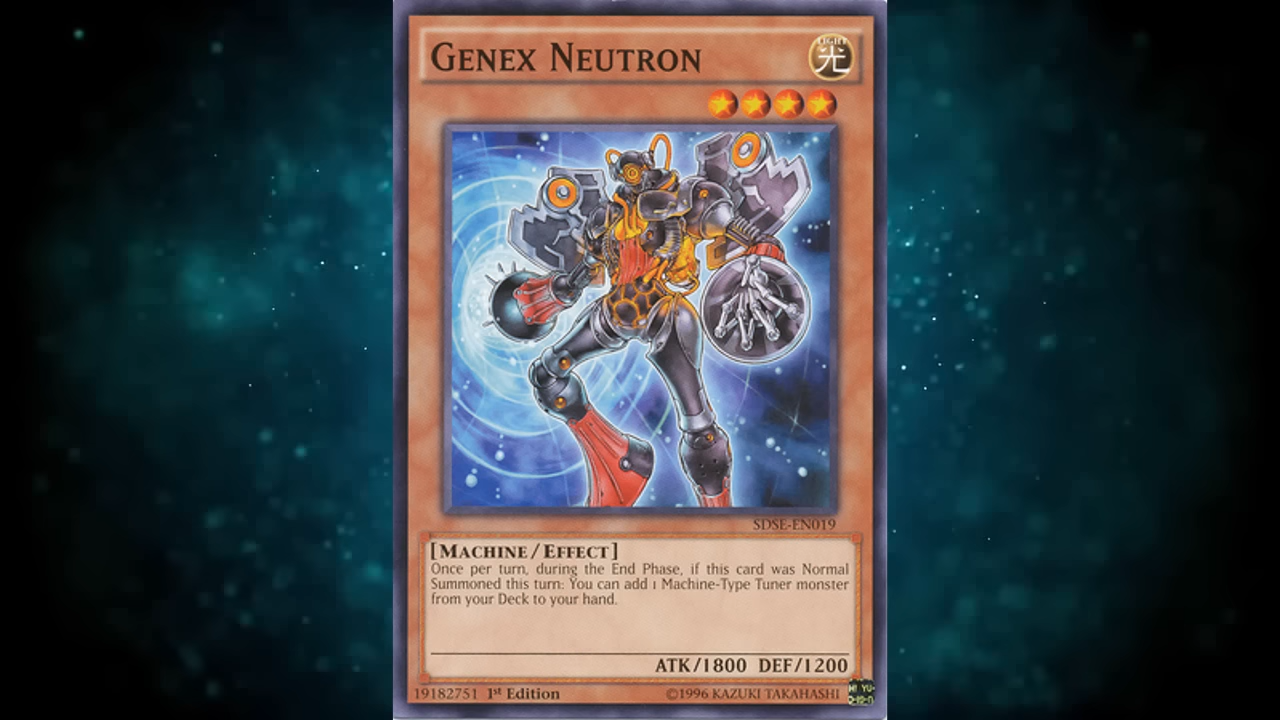 Genex Neutron
LIGHT
光
SDSE-EN019
[Machine/Effect]
Once per turn, during the End Phase, if this card was Normal
Summoned this turn: You can add 1 Machine-Type Tuner monster
from your Deck to your hand.
ATK/1800 DEF/1200
19182751 1st Edition ©1996 KAZUKI TAKAHASHI